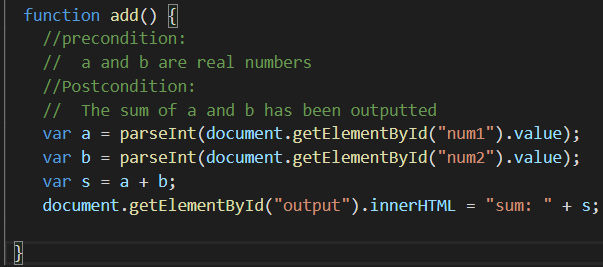 function add() {
//precondition:
//  a and b are real numbers
//Postcondition:
//  The sum of a and b has been outputted
var a = parseInt(document.getElementById("num1").value);
var b = parseInt(document.getElementById("num2").value);
var s = a + b;
document.getElementById("output").innerHTML = "sum: " + s;
}